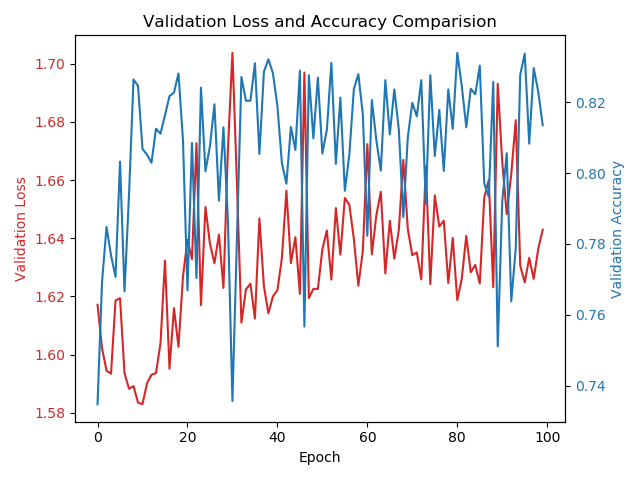 Validation Loss and Accuracy Comparision
1.70
1.68
1.66
1.64
1.62
1.60
1.58
Validation Loss
0.82
0.80
0.78
0.76
0.74
Validation Accuracy
0 20 40 60 80 100
Epoch